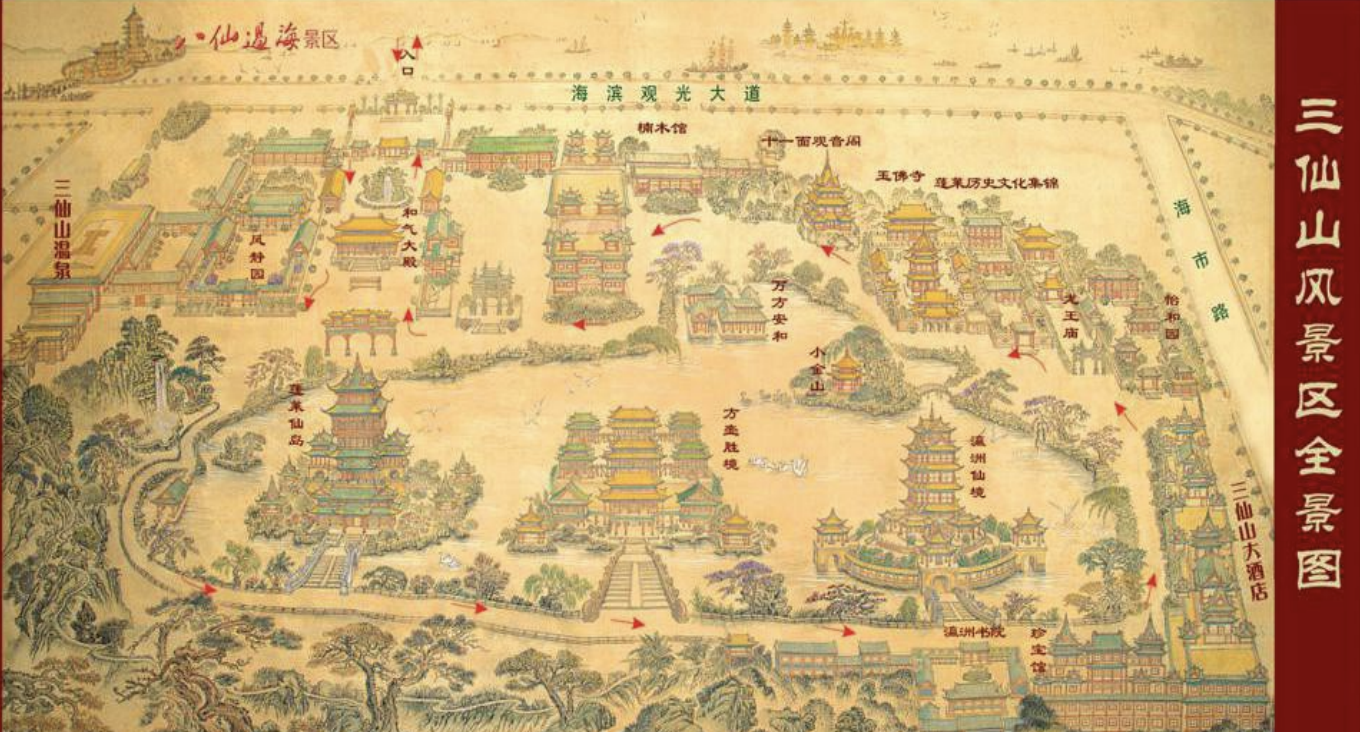 八仙过海景区
入口
海滨观光大道
楠木馆
十一面观音阁
玉佛寺
蓬莱历史文化集锦
海市路
三仙山温泉
风静园
和气大殿
万方安和
龙王庙
怡和园
小金山
蓬莱仙岛
方壶胜境
瀛洲仙境
三仙山大酒店
瀛洲书院
珍宝馆
三仙山风景区全景图